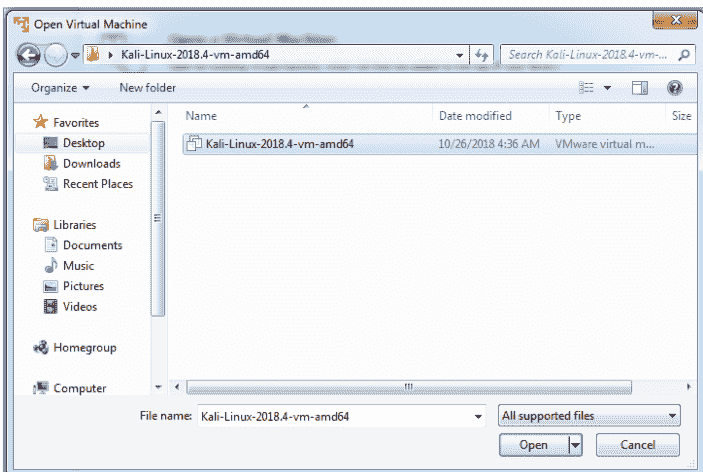 Open Virtual Machine
Kali-Linux-2018.4-vm-amd64
Search Kali-Linux-2018.4-vm-...
Organize
New folder
Name Date modified Type Size
Favorites
Desktop
Downloads
Recent Places
Libraries
Documents
Music
Pictures
Videos
Homegroup
Computer
Kali-Linux-2018.4-vm-amd64 10/26/2018 4:36 AM VMware virtual m...
File name: Kali-Linux-2018.4-vm-amd64 All supported files
Open Cancel